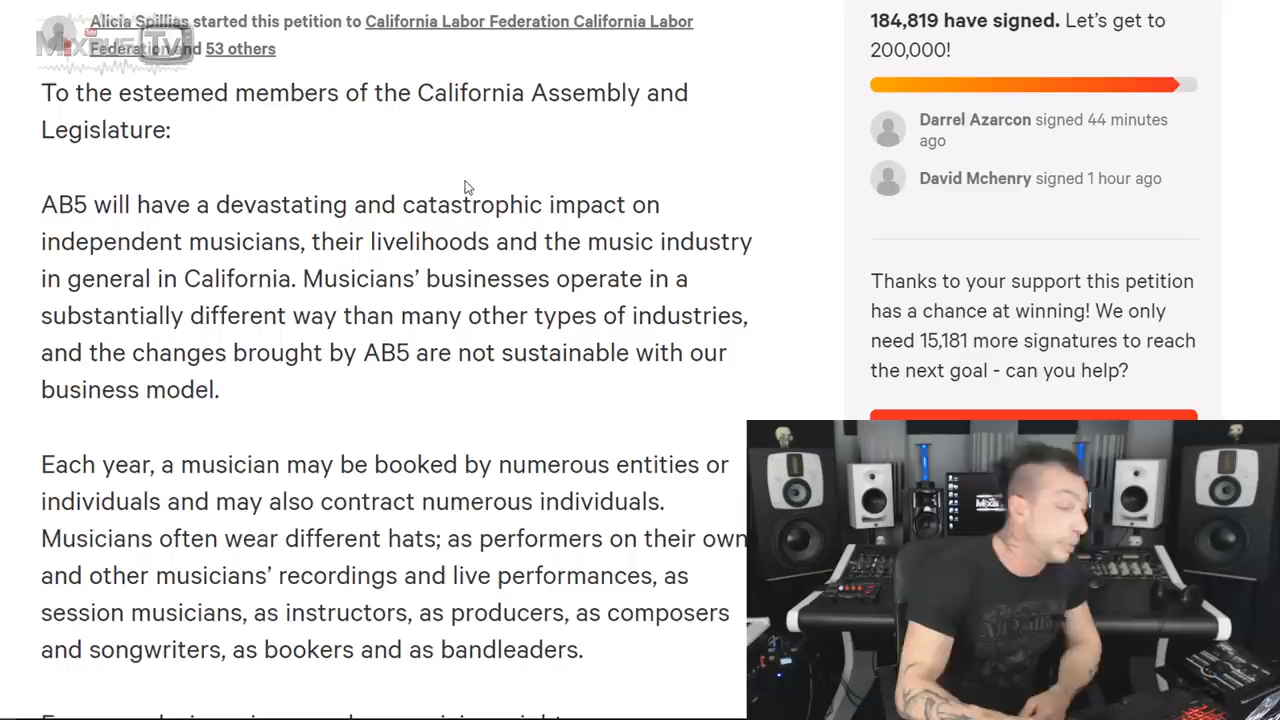 Alicia Spillias started this petition to California Labor Federation California Labor
Federation and 53 others
MixbusTv
To the esteemed members of the California Assembly and
Legislature:
AB5 will have a devastating and catastrophic impact on
independent musicians, their livelihoods and the music industry
in general in California. Musicians’ businesses operate in a
substantially different way than many other types of industries,
and the changes brought by AB5 are not sustainable with our
business model.
Each year, a musician may be booked by numerous entities or
individuals and may also contract numerous individuals.
Musicians often wear different hats; as performers on their own
and other musicians’ recordings and live performances, as
session musicians, as instructors, as producers, as composers
and songwriters, as bookers and as bandleaders.
184,819 have signed. Let’s get to
200,000!
Darrel Azarcon signed 44 minutes
ago
David Mchenry signed 1 hour ago
Thanks to your support this petition
has a chance at winning! We only
need 15,181 more signatures to reach
the next goal - can you help?